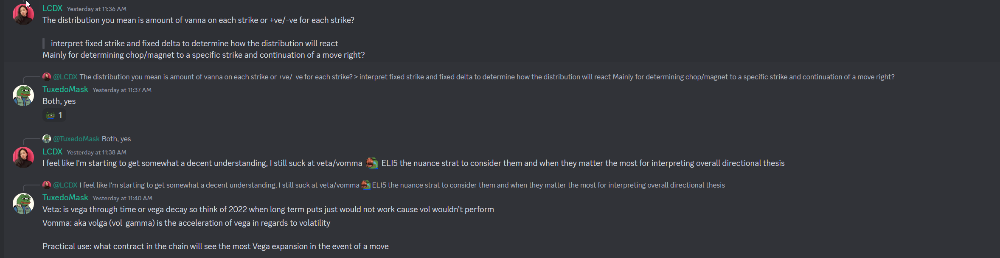 LCDX Yesterday at 11:36 AM
The distribution you mean is amount of vanna on each strike or +ve/-ve for each strike?
interpret fixed strike and fixed delta to determine how the distribution will react
Mainly for determining chop/magnet to a specific strike and continuation of a move right?
@LCDX The distribution you mean is amount of vanna on each strike or +ve/-ve for each strike? > interpret fixed strike and fixed delta to determine how the distribution will react Mainly for determining chop/magnet to a specific strike and continuation of a move right?
TuxedoMask Yesterday at 11:37 AM
Both, yes
1
@TuxedoMask Both, yes
LCDX Yesterday at 11:38 AM
I feel like I'm starting to get somewhat a decent understanding, I still suck at veta/vomma ELI5 the nuance strat to consider them and when they matter the most for interpreting overall directional thesis
@LCDX I feel like I'm starting to get somewhat a decent understanding, I still suck at veta/vomma ELI5 the nuance strat to consider them and when they matter the most for interpreting overall directional thesis
TuxedoMask Yesterday at 11:40 AM
Veta: is vega through time or vega decay so think of 2022 when long term puts just would not work cause vol wouldn't perform
Vomma: aka volga (vol-gamma) is the acceleration of vega in regards to volatility
Practical use: what contract in the chain will see the most Vega expansion in the event of a move